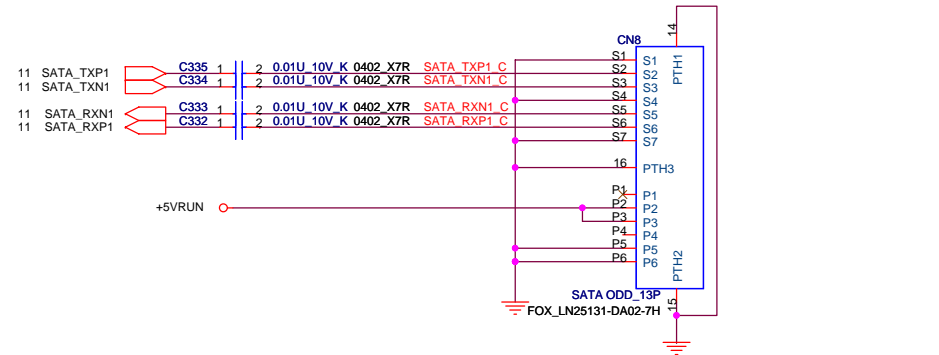 14
CN8
PTH1
S1 S1
11 SATA_TXP1 C335 1 2 0.01U_10V_K 0402_X7R SATA_TXP1_C S2 S2
11 SATA_TXN1 C334 1 2 0.01U_10V_K 0402_X7R SATA_TXN1_C S3 S3
S4 S4
11 SATA_RXN1 C333 1 2 0.01U_10V_K 0402_X7R SATA_RXN1_C S5 S5
11 SATA_RXP1 C332 1 2 0.01U_10V_K 0402_X7R SATA_RXP1_C S6 S6
S7 S7
16 PTH3
P1 P1
+5VRUN P2 P2
P3 P3
P4 P4
P5 P5
P6 P6
PTH2
SATA ODD_13P
15
FOX_LN25131-DA02-7H